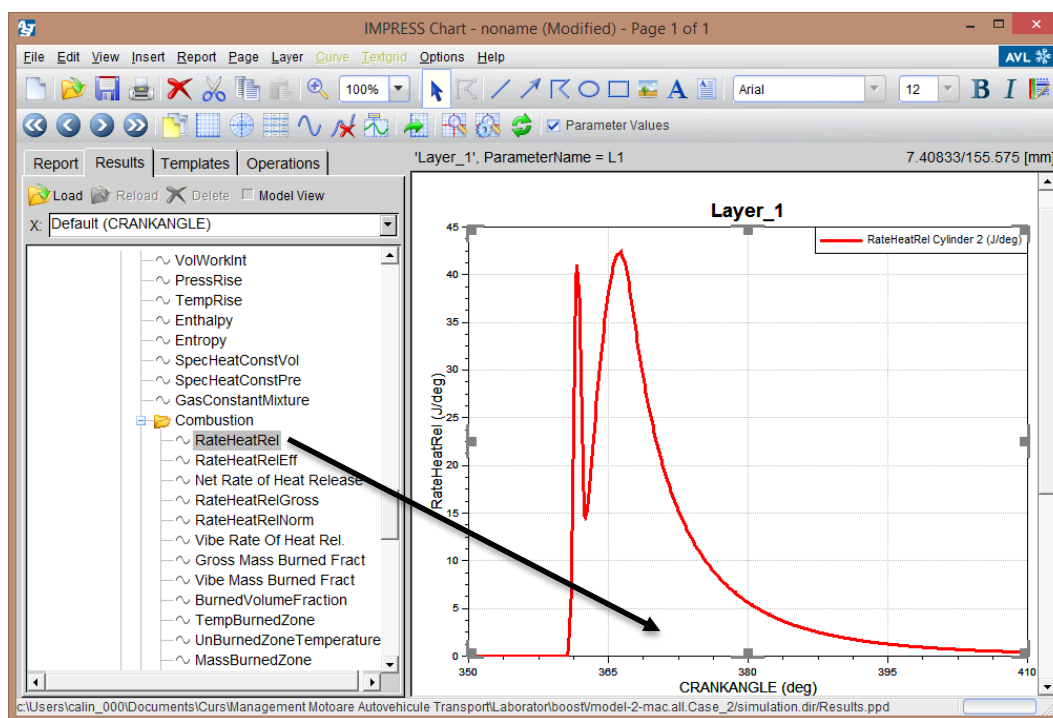 AST IMPRESS Chart - noname (Modified) - Page 1 of 1
File Edit View Insert Report Page Layer Curve Textgrid Options Help AVL
100% A Arial 12 B I
Parameter Values
Report Results Templates Operations
'Layer_1', ParameterName = L1 7.40833/155.575 [mm]
Load Reload Delete Model View
X: Default (CRANKANGLE)
VolWorkInt
PressRise
TempRise
Enthalpy
Entropy
SpecHeatConstVol
SpecHeatConstPre
GasConstantMixture
Combustion
RateHeatRel
RateHeatRelEff
Net Rate of Heat Release
RateHeatRelGross
RateHeatRelNorm
Vibe Rate Of Heat Rel.
Gross Mass Burned Fract
Vibe Mass Burned Fract
BurnedVolumeFraction
TempBurnedZone
UnBurnedZoneTemperature
MassBurnedZone
Layer_1
RateHeatRel Cylinder 2 (J/deg)
RateHeatRel (J/deg)
45
40
35
30
25
20
15
10
5
0
350 365 380 395 410
CRANKANGLE (deg)
c:\Users\calin_000\Documents\Curs\Management Motoare Autovehicule Transport\Laborator\boost\model-2-mac.all.Case_2/simulation.dir/Results.ppd